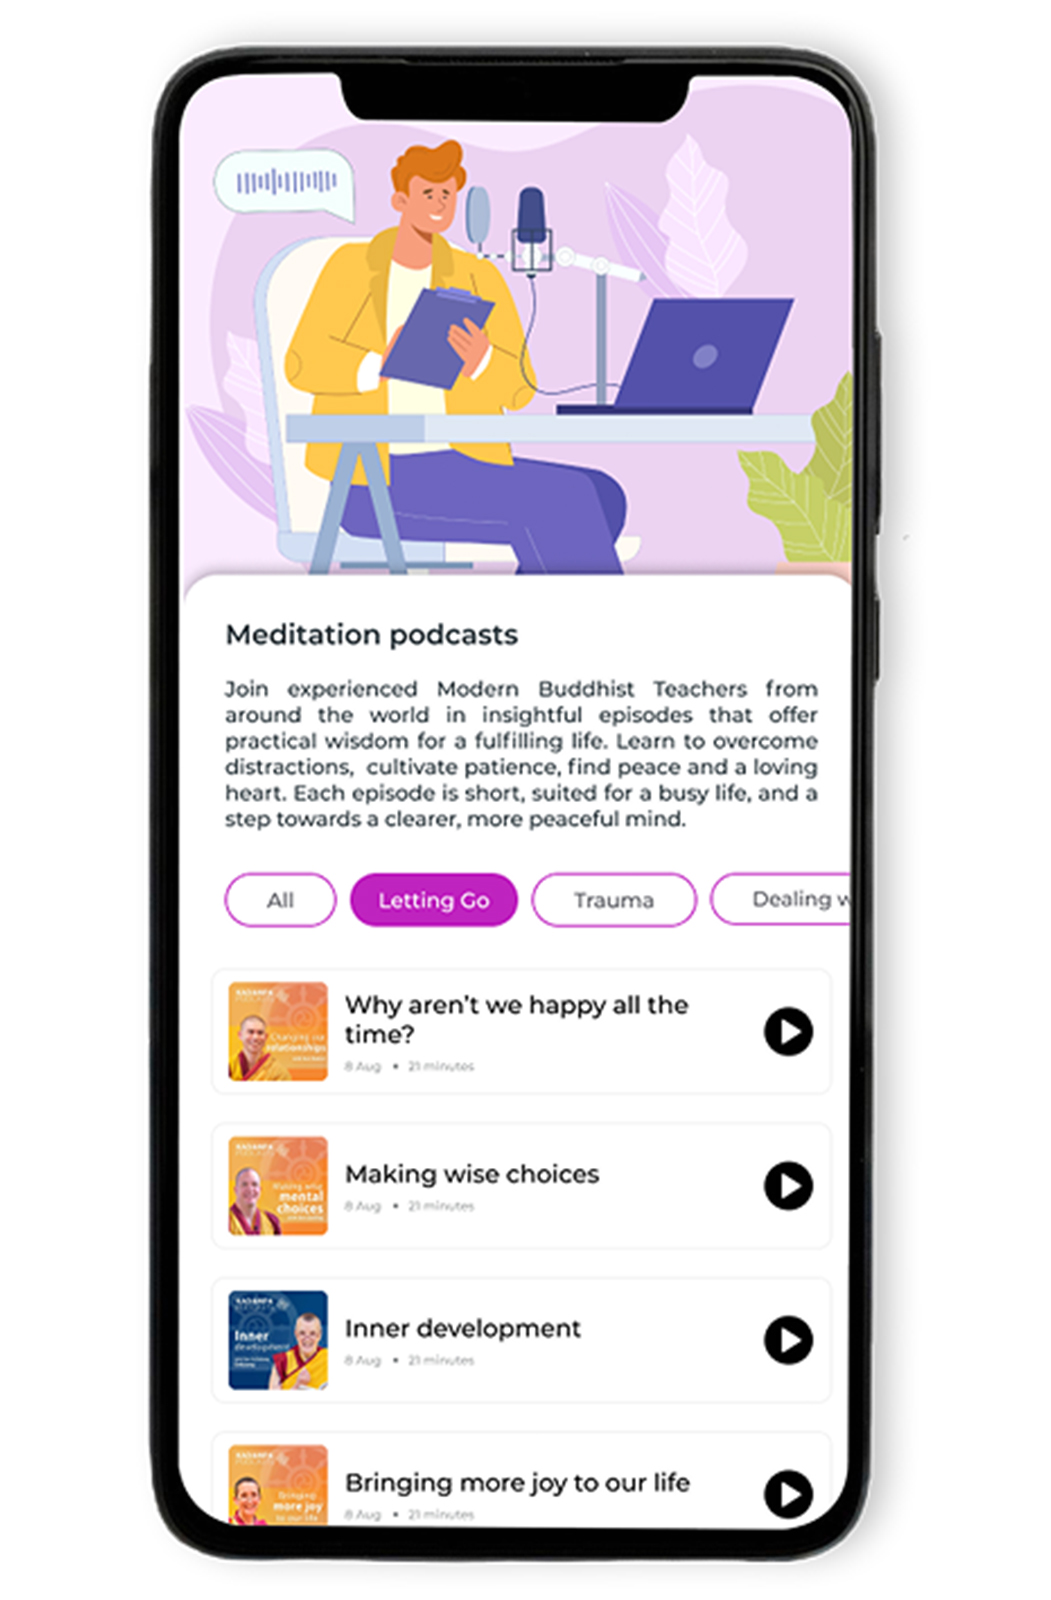 Meditation podcasts
Join experienced Modern Buddhist Teachers from
around the world in insightful episodes that offer
practical wisdom for a fulfilling life. Learn to overcome
distractions, cultivate patience, find peace and a loving
heart. Each episode is short, suited for a busy life, and a
step towards a clearer, more peaceful mind.
All
Letting Go
Trauma
Dealing w
KADAMPA
Changing our
relationships
Why aren't we happy all the
time?
8 Aug • 21 minutes
KADAMPA
Making wise
mental
choices
Making wise choices
8 Aug • 21 minutes
KADAMPA
Inner
development
Inner development
8 Aug • 21 minutes
KADAMPA
Bringing
more joy
to our life
Bringing more joy to our life
8 Aug • 21 minutes